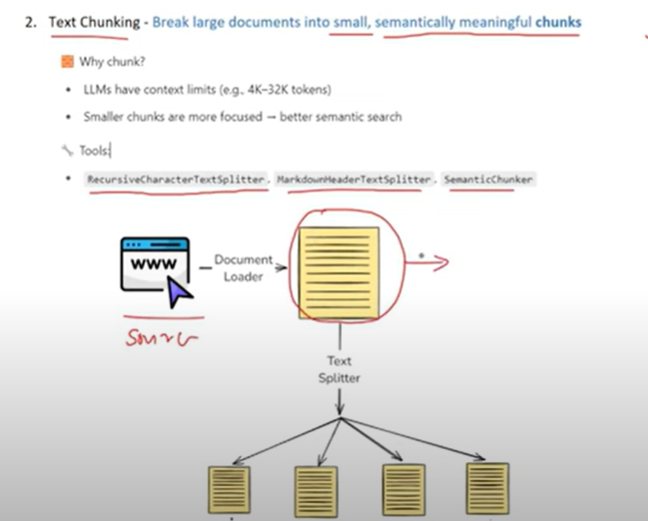 2. Text Chunking - Break large documents into small, semantically meaningful chunks
Why chunk?
• LLMs have context limits (e.g., 4K–32K tokens)
• Smaller chunks are more focused → better semantic search
Tools:
• RecursiveCharacterTextSplitter, MarkdownHeaderTextSplitter, SemanticChunker
www
Document
Loader
Source
Text
Splitter